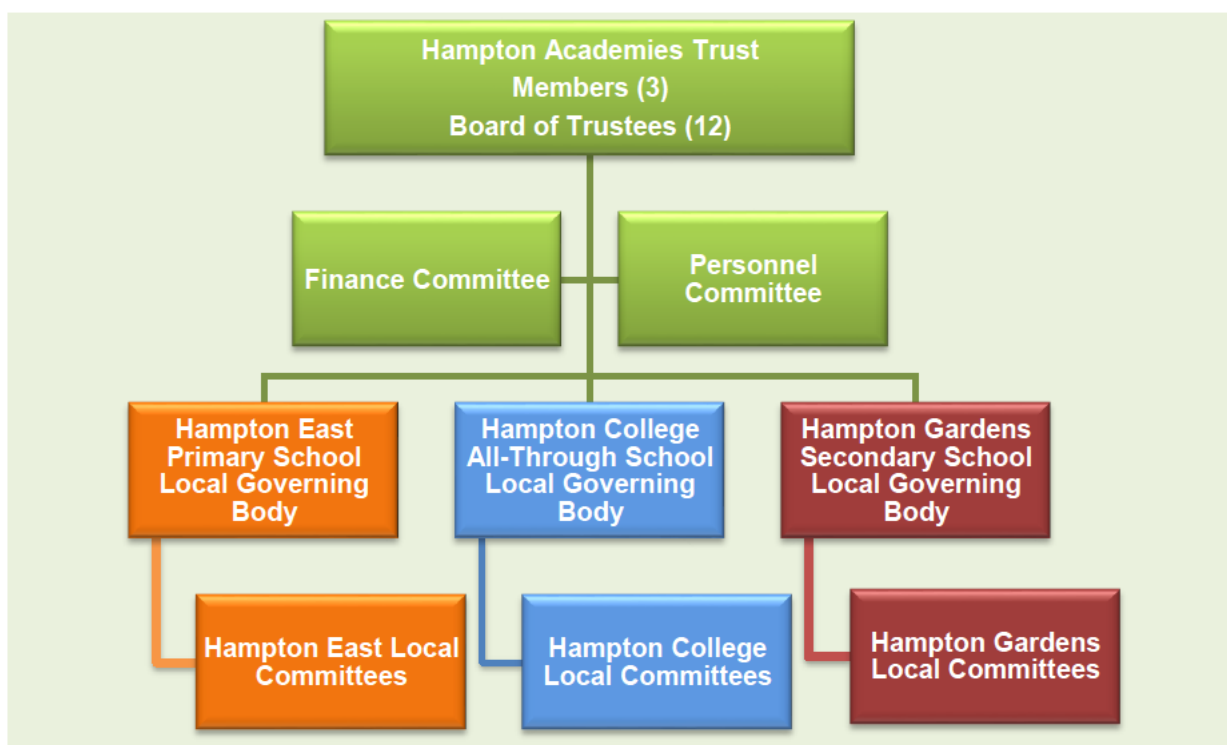 Hampton Academies Trust
Members (3)
Board of Trustees (12)
Finance Committee
Personnel
Committee
Hampton East
Primary School
Local Governing
Body
Hampton College
All-Through School
Local Governing
Body
Hampton Gardens
Secondary School
Local Governing
Body
Hampton East Local
Committees
Hampton College
Local Committees
Hampton Gardens
Local Committees